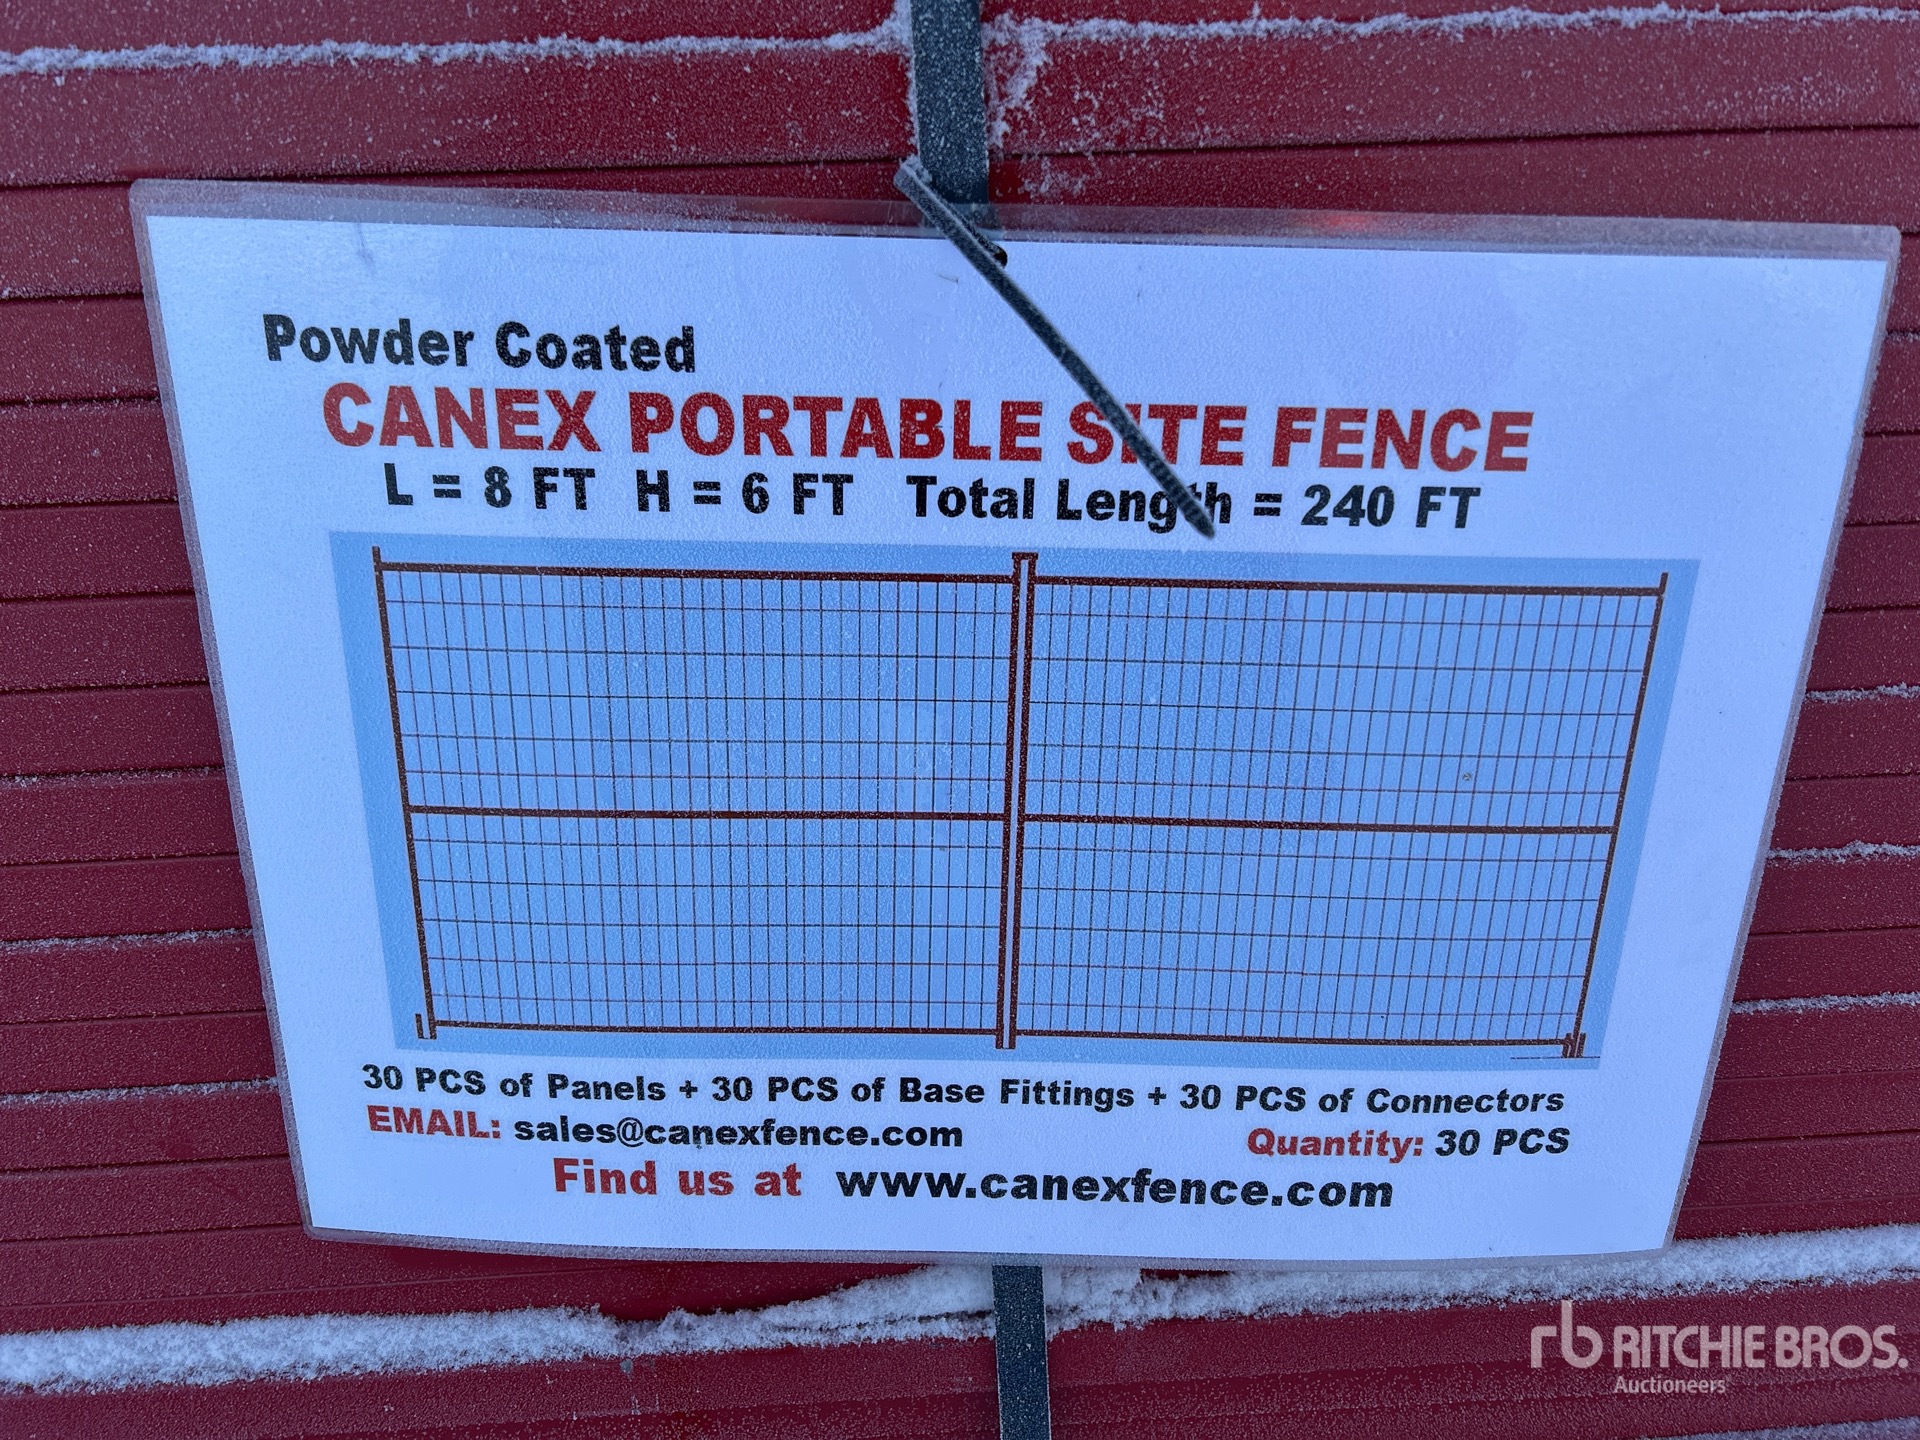 Powder Coated
CANEX PORTABLE SITE FENCE
L = 8 FT H = 6 FT Total Length = 240 FT
30 PCS of Panels + 30 PCS of Base Fittings + 30 PCS of Connectors
EMAIL: sales@canexfence.com Quantity: 30 PCS
Find us at www.canexfence.com
rb RITCHIE BROS.
Auctioneers